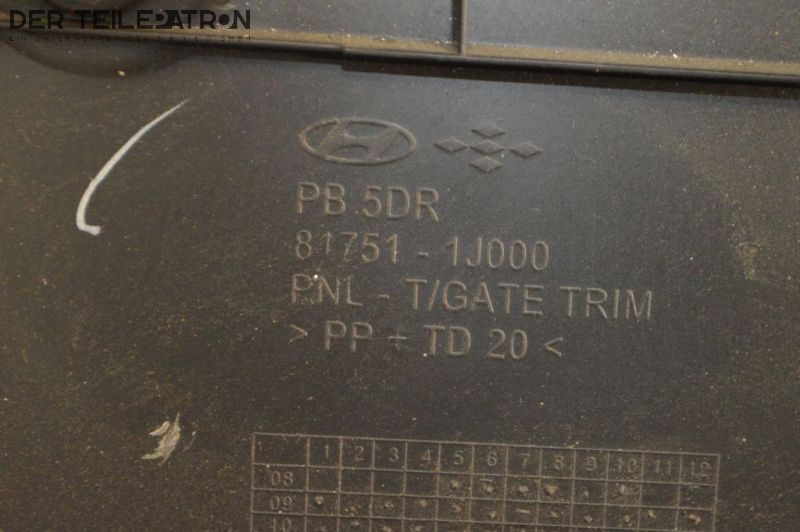 DER TEILEPATRON
PB 5DR
81751 - 1J000
PNL - T/GATE TRIM
> PP - TD 20 <
1 2 3 4 5 6 7 8 9 10 11 12
08
09
10